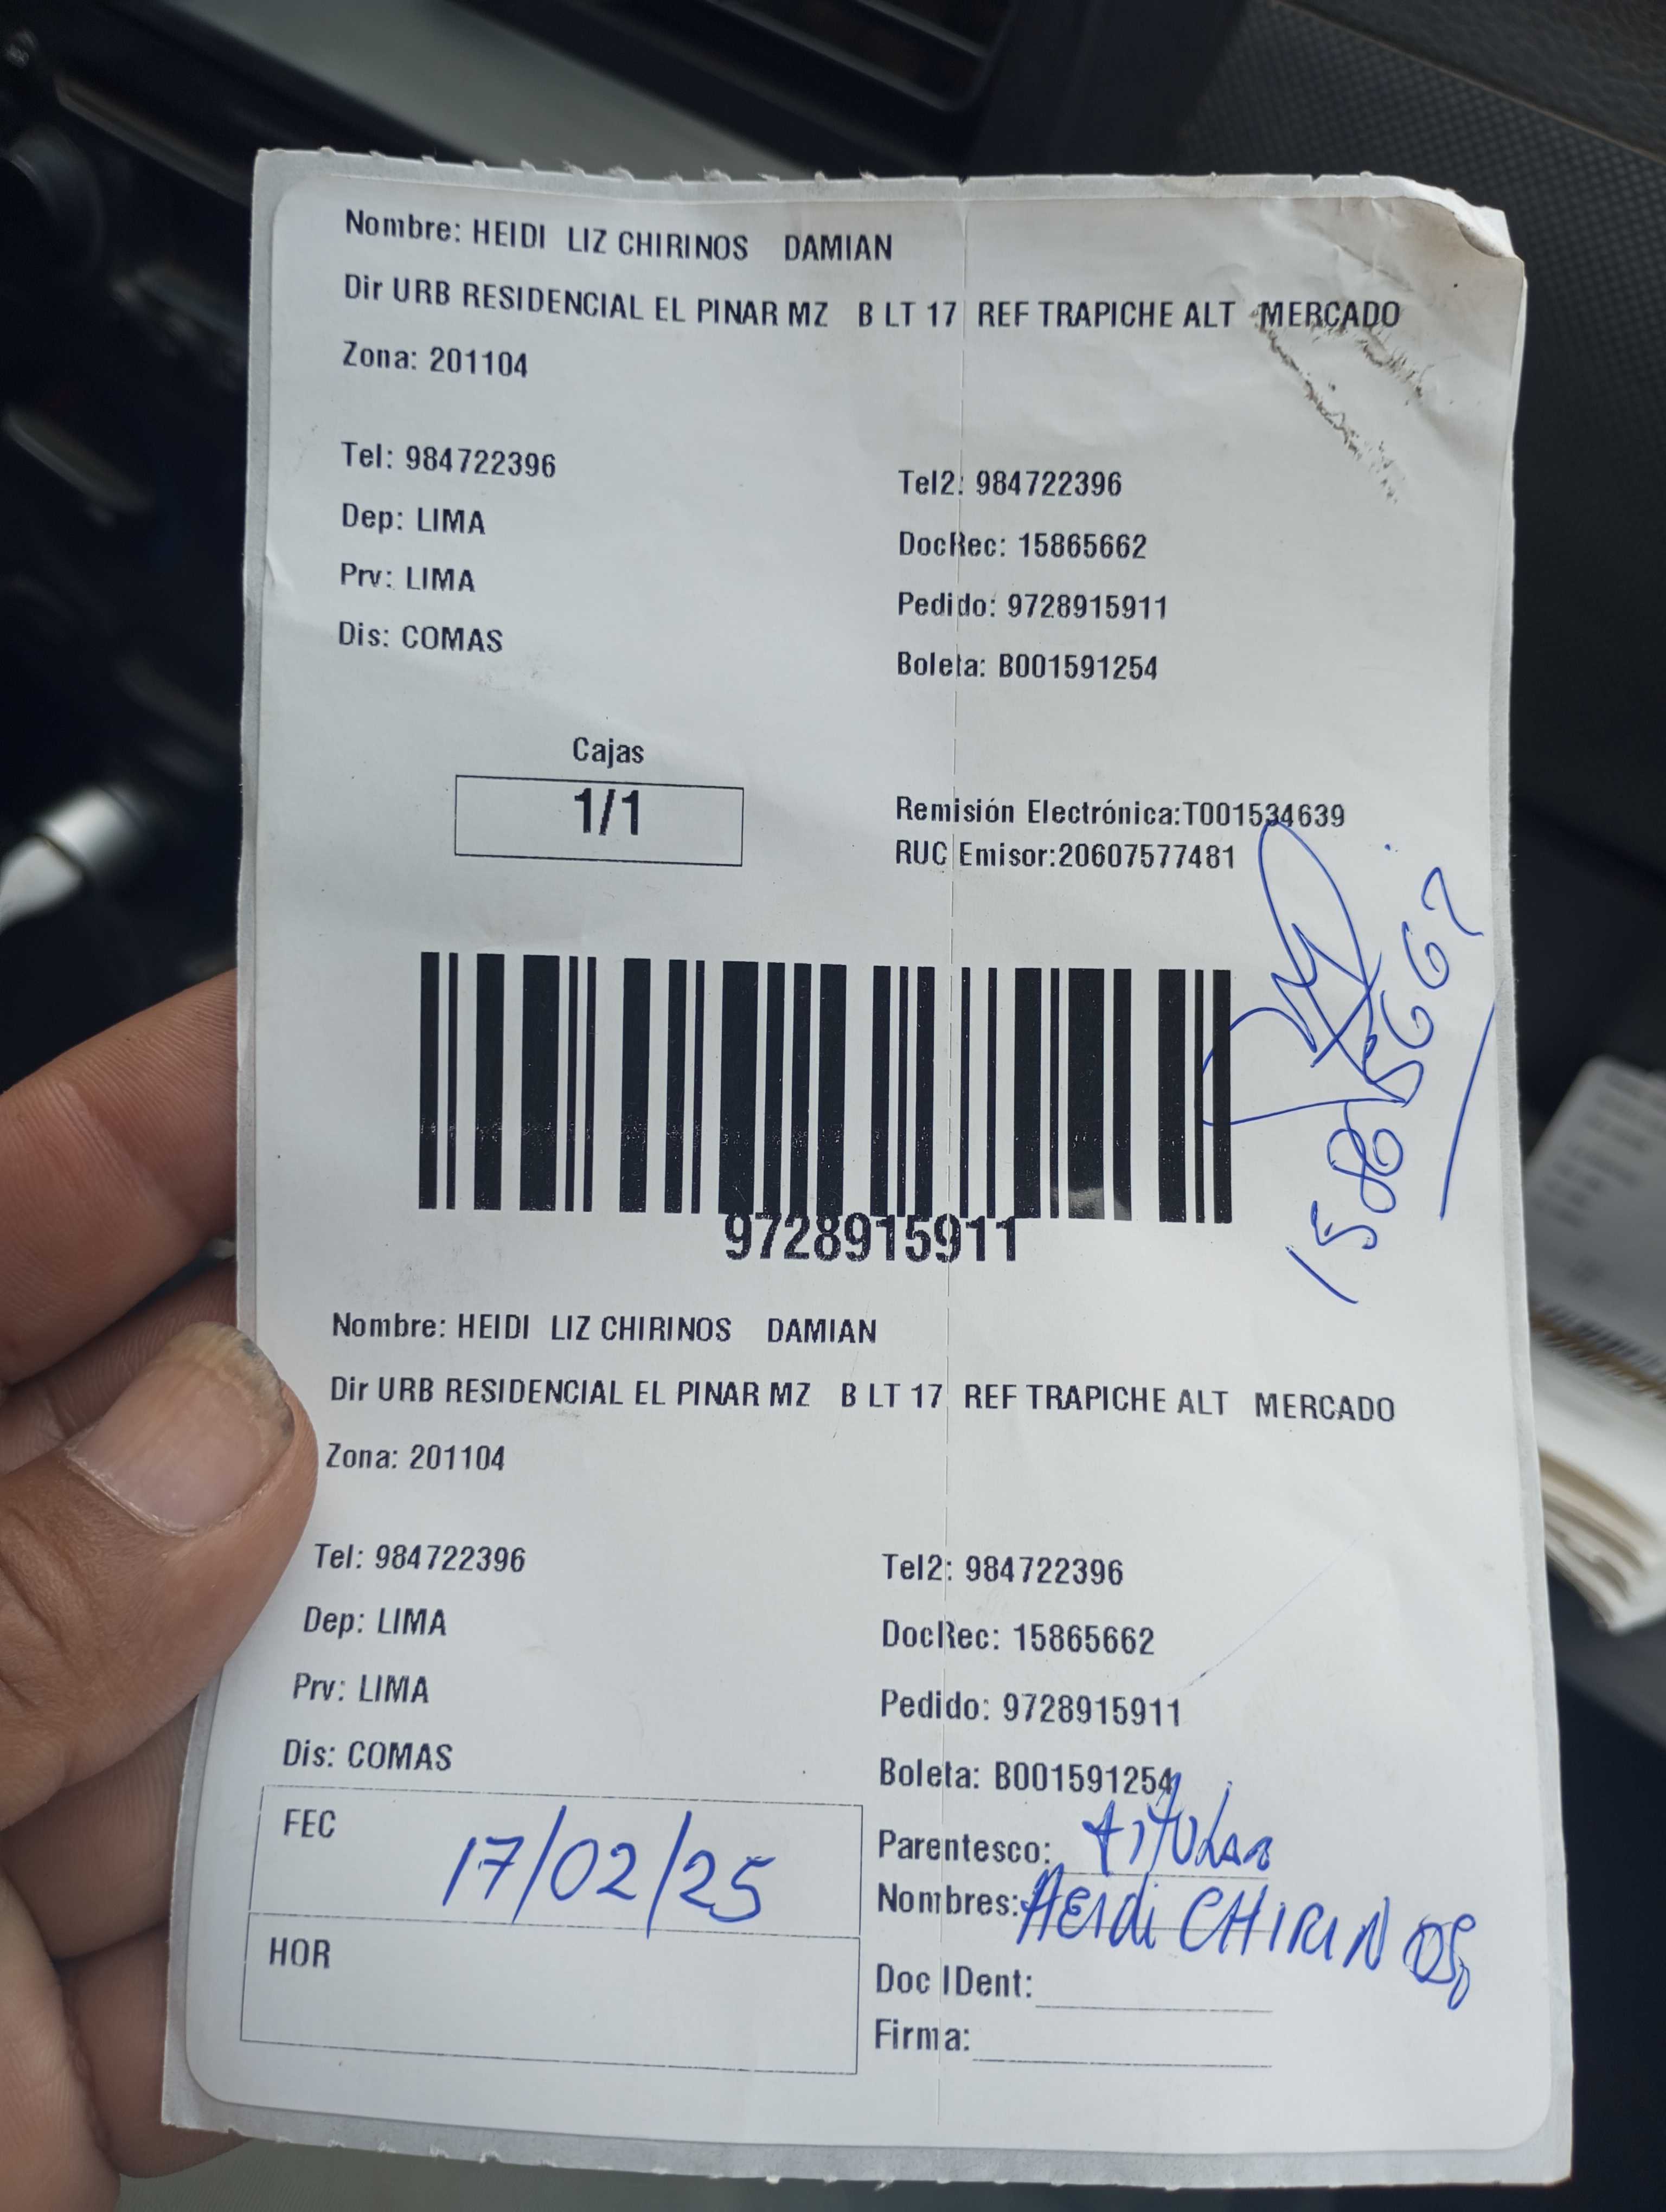 Nombre: HEIDI LIZ CHIRINOS DAMIAN
Dir URB RESIDENCIAL EL PINAR MZ B LT 17 REF TRAPICHE ALT MERCADO
Zona: 201104
Tel: 984722396
Tel2: 984722396
Dep: LIMA
DocRec: 15865662
Prv: LIMA
Pedido: 9728915911
Dis: COMAS
Boleta: B001591254
Cajas
1/1
Remisión Electrónica:T001534639
RUC Emisor:20607577481
15865662
9728915911
Nombre: HEIDI LIZ CHIRINOS DAMIAN
Dir URB RESIDENCIAL EL PINAR MZ B LT 17 REF TRAPICHE ALT MERCADO
Zona: 201104
Tel: 984722396
Tel2: 984722396
Dep: LIMA
DocRec: 15865662
Prv: LIMA
Pedido: 9728915911
Dis: COMAS
Boleta: B001591254
FEC 17/02/25
Parentesco: titular
Nombres: HEIdi CHIRINOS
HOR
Doc IDent:
Firma: